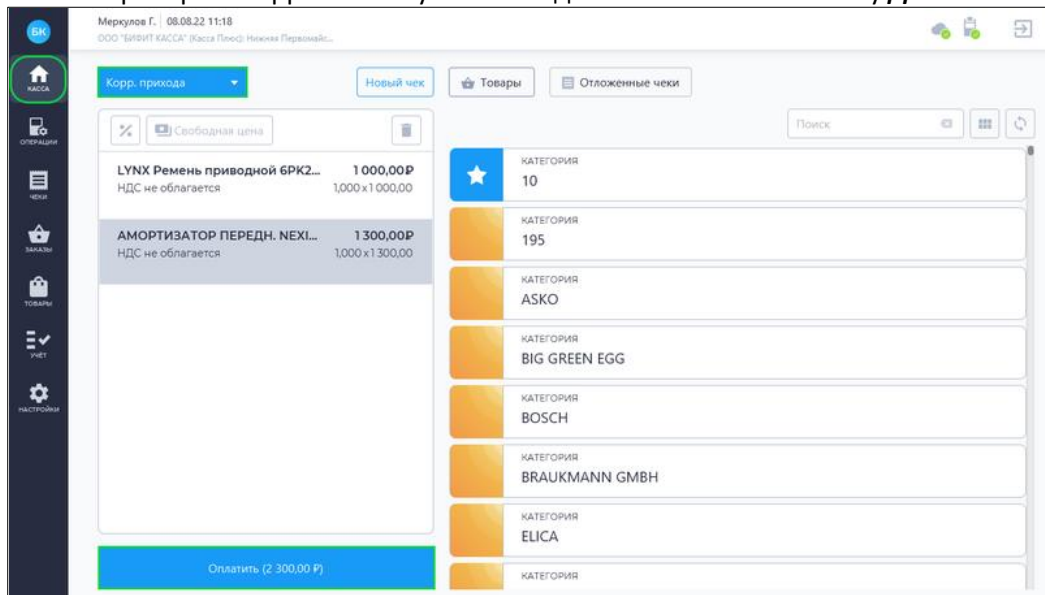 БК
Меркулов Г. 08.08.22 11:18
ООО "БИФИТ КАССА" (Касса Плюс): Нижняя Первомайс...
КАССА
ОПЕРАЦИИ
ЧЕКИ
ЗАКАЗЫ
ТОВАРЫ
УЧЁТ
НАСТРОЙКИ
Корр. прихода
Новый чек
Свободная цена
LYNX Ремень приводной 6PK2... 1 000,00₽
НДС не облагается 1,000 x 1 000,00
АМОРТИЗАТОР ПЕРЕДН. NEXI... 1 300,00₽
НДС не облагается 1,000 x 1 300,00
Оплатить (2 300,00 ₽)
Товары
Отложенные чеки
Поиск
КАТЕГОРИЯ
10
КАТЕГОРИЯ
195
КАТЕГОРИЯ
ASKO
КАТЕГОРИЯ
BIG GREEN EGG
КАТЕГОРИЯ
BOSCH
КАТЕГОРИЯ
BRAUKMANN GMBH
КАТЕГОРИЯ
ELICA
КАТЕГОРИЯ